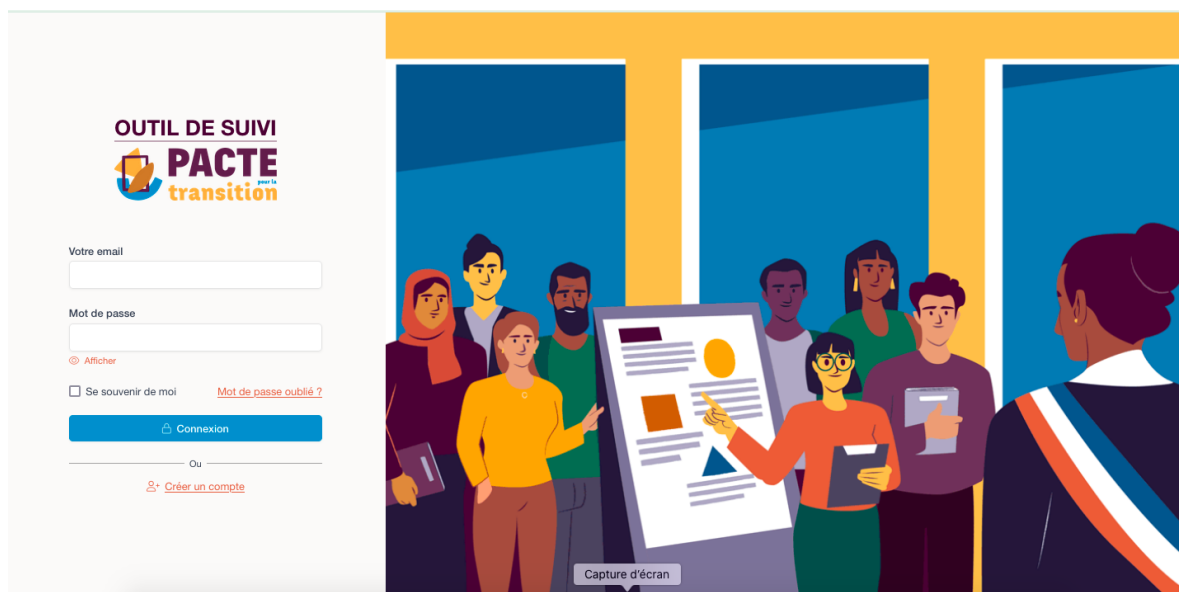 OUTIL DE SUIVI
PACTE
pour la
transition
Votre email
Mot de passe
Afficher
Se souvenir de moi
Mot de passe oublié ?
Connexion
Ou
Créer un compte
Capture d'écran